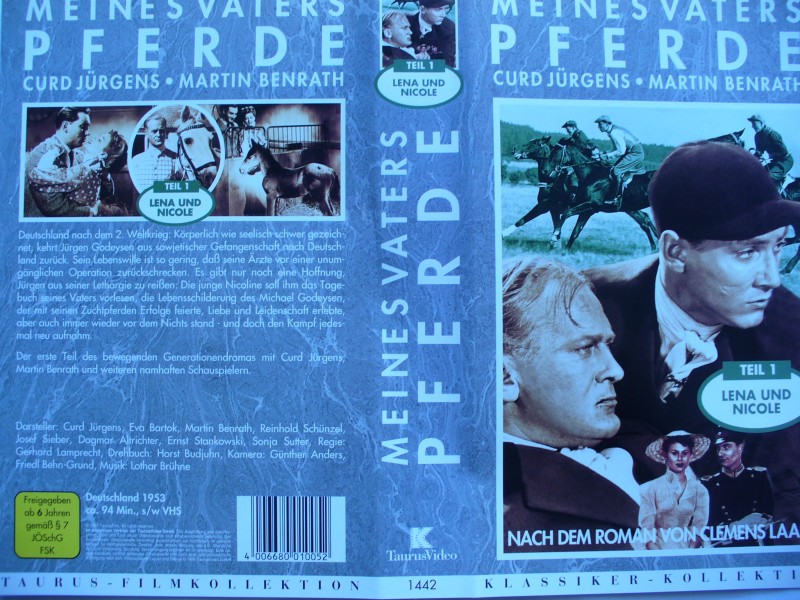 MEINES VATERS
PFERDE
CURD JÜRGENS • MARTIN BENRATH
TEIL 1
LENA UND
NICOLE
Deutschland nach dem 2. Weltkrieg: Körperlich wie seelisch schwer gezeich-
net, kehrt Jürgen Godeysen aus sowjetischer Gefangenschaft nach Deutsch-
land zurück. Sein Lebenswille ist so gering, daß seine Ärzte vor einer unum-
gänglichen Operation zurückschrecken. Es gibt nur noch eine Hoffnung,
Jürgen aus seiner Lethargie zu reißen: Die junge Nicoline soll ihm das Tage-
buch seines Vaters vorlesen, die Lebensschilderung des Michael Godeysen,
der mit seinen Zuchtpferden Erfolge feierte, Liebe und Leidenschaft erlebte,
aber auch immer wieder vor dem Nichts stand - und doch den Kampf jedes-
mal neu aufnahm.
Der erste Teil des bewegenden Generationendramas mit Curd Jürgens,
Martin Benrath und weiteren namhaften Schauspielern.
Darsteller: Curd Jürgens, Eva Bartok, Martin Benrath, Reinhold Schünzel,
Josef Sieber, Dagmar Altrichter, Ernst Stankowski, Sonja Sutter, Regie:
Gerhard Lamprecht, Drehbuch: Horst Budjuhn, Kamera: Günther Anders,
Friedl Behn-Grund, Musik: Lothar Brühne
Freigegeben
ab 6 Jahren
gemäß § 7
JÖSchG
FSK
Deutschland 1953
ca. 94 Min., s/w VHS
4 006680 010052
TAURUS-FILMKOLLEKTION
TEIL 1
LENA UND
NICOLE
MEINES VATERS
PFERDE
K
TaurusVideo
1442
MEINES VATERS
PFERDE
CURD JÜRGENS • MARTIN BENRATH
TEIL 1
LENA UND
NICOLE
NACH DEM ROMAN VON CLEMENS LAA
KLASSIKER-KOLLEKTI